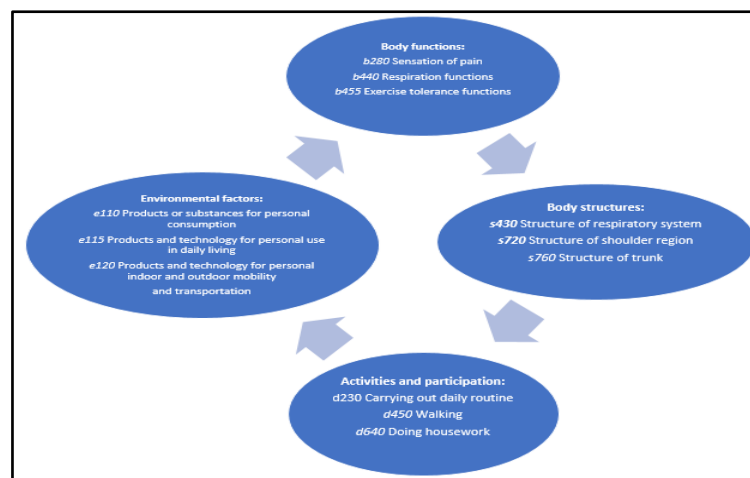 Body functions:
b280 Sensation of pain
b440 Respiration functions
b455 Exercise tolerance functions
Environmental factors:
e110 Products or substances for personal
consumption
e115 Products and technology for personal use
in daily living
e120 Products and technology for personal
indoor and outdoor mobility
and transportation
Body structures:
s430 Structure of respiratory system
s720 Structure of shoulder region
s760 Structure of trunk
Activities and participation:
d230 Carrying out daily routine
d450 Walking
d640 Doing housework